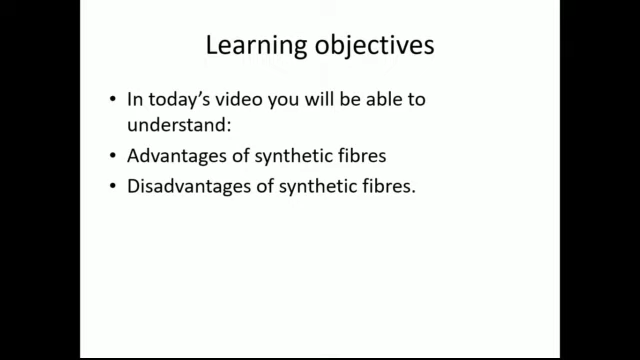 Learning objectives
• In today's video you will be able to
understand:
• Advantages of synthetic fibres
• Disadvantages of synthetic fibres.